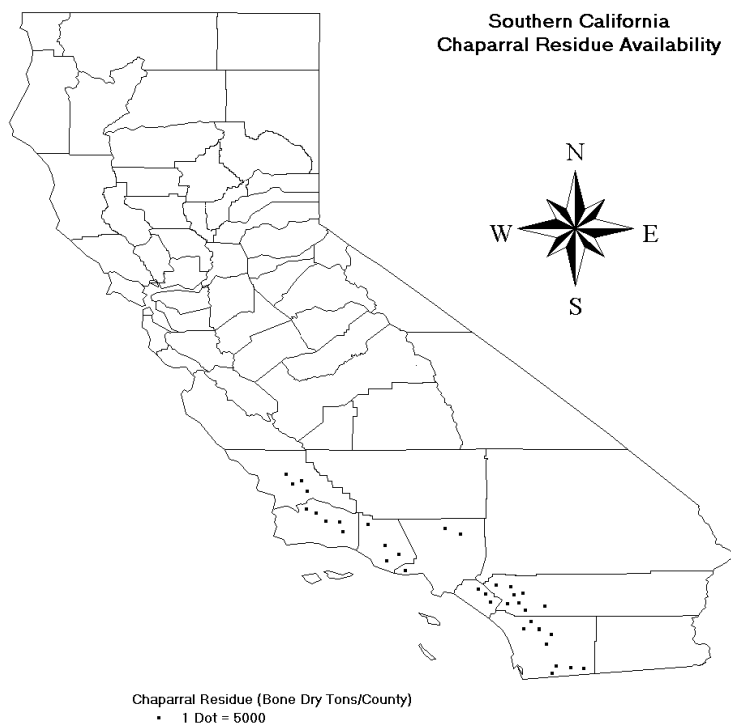 Southern California
Chaparral Residue Availability
N
W E
S
Chaparral Residue (Bone Dry Tons/County)
1 Dot = 5000